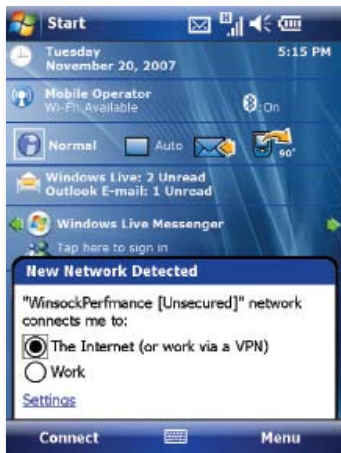 Start
Tuesday 5:15 PM
November 20, 2007
Mobile Operator
Wi-Fi: Available : On
Normal Auto 90°
Windows Live: 2 Unread
Outlook E-mail: 1 Unread
Windows Live Messenger
Tap here to sign in
New Network Detected
"WinsockPerfmance [Unsecured]" network
connects me to:
The Internet (or work via a VPN)
Work
Settings
Connect Menu